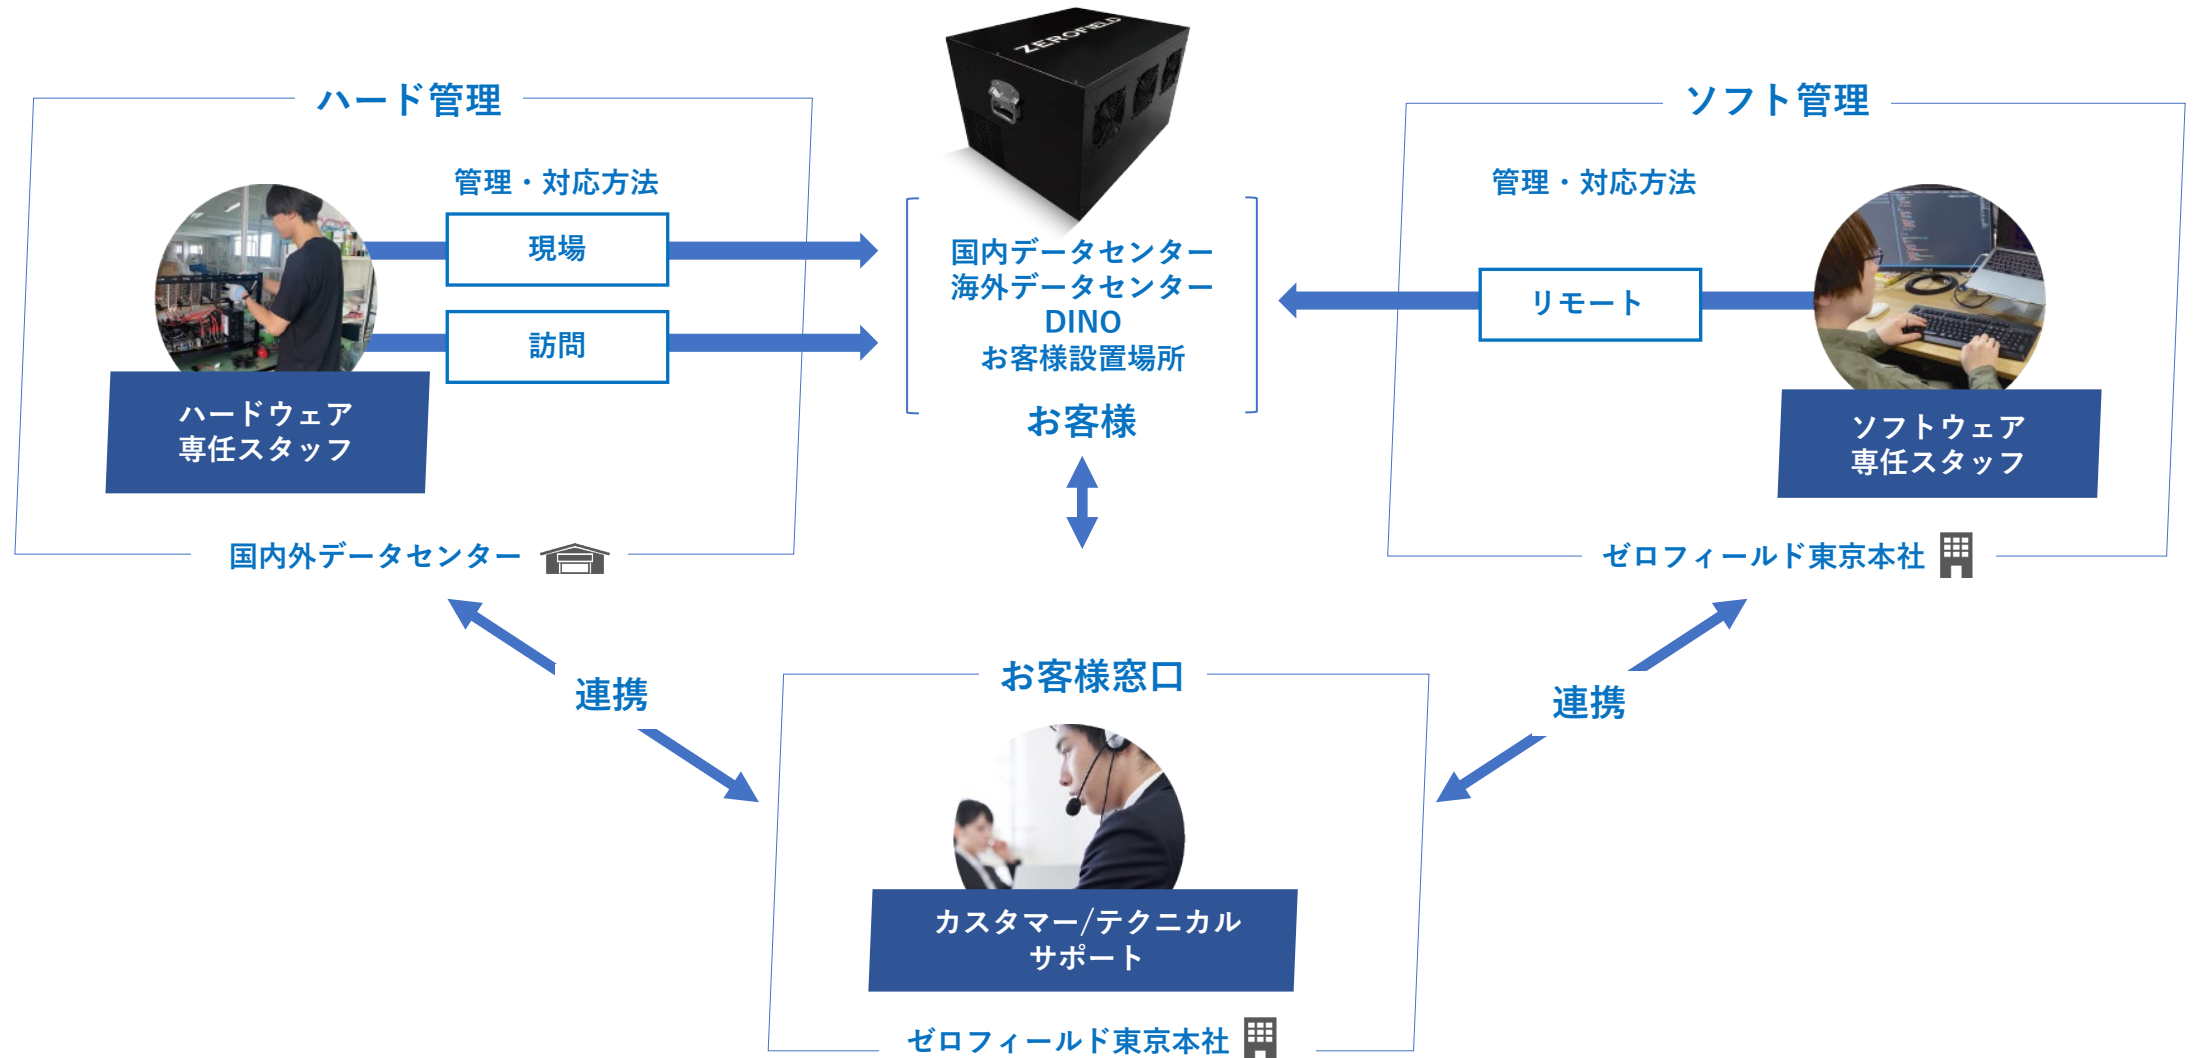 ZEROFIELD
ハード管理
管理・対応方法
現場
訪問
ハードウェア
専任スタッフ
国内外データセンター
国内データセンター
海外データセンター
DINO
お客様設置場所
お客様
ソフト管理
管理・対応方法
リモート
ソフトウェア
専任スタッフ
ゼロフィールド東京本社
連携
連携
お客様窓口
カスタマー/テクニカル
サポート
ゼロフィールド東京本社